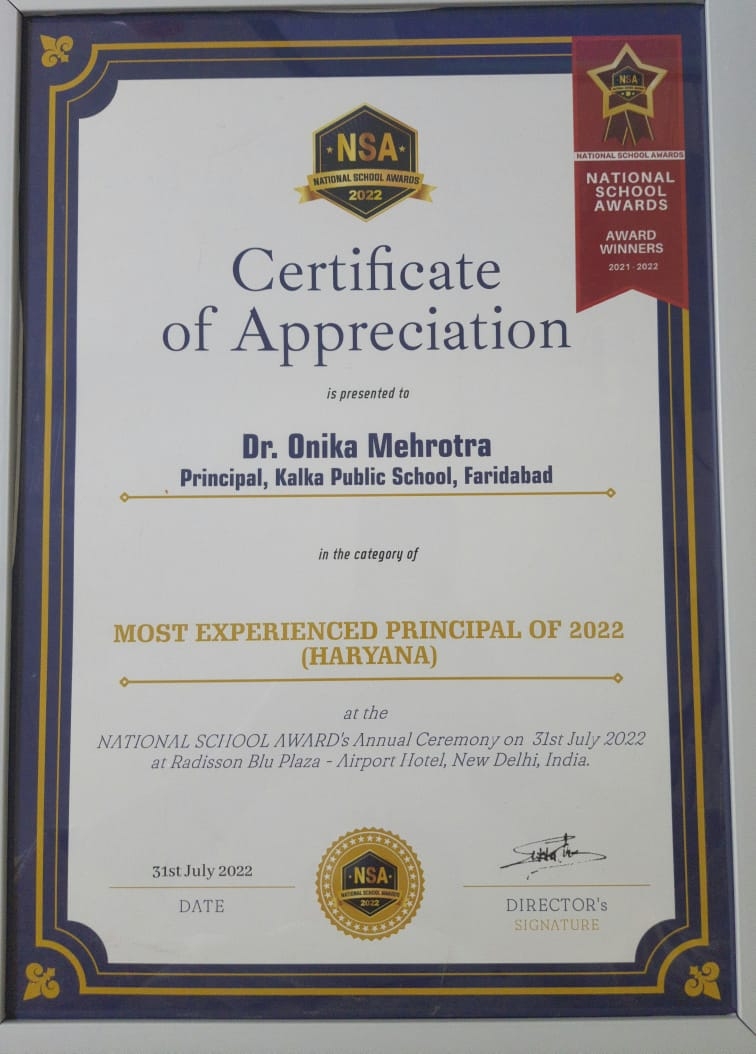 NSA
NATIONAL SCHOOL AWARDS
2022
NSA
NATIONAL SCHOOL AWARDS
NATIONAL
SCHOOL
AWARDS
AWARD
WINNERS
2021 - 2022
Certificate
of Appreciation
is presented to
Dr. Onika Mehrotra
Principal, Kalka Public School, Faridabad
in the category of
MOST EXPERIENCED PRINCIPAL OF 2022
(HARYANA)
at the
NATIONAL SCHOOL AWARD's Annual Ceremony on 31st July 2022
at Radisson Blu Plaza - Airport Hotel, New Delhi, India.
31st July 2022
DATE
NSA
NATIONAL SCHOOL AWARDS
2022
DIRECTOR's
SIGNATURE